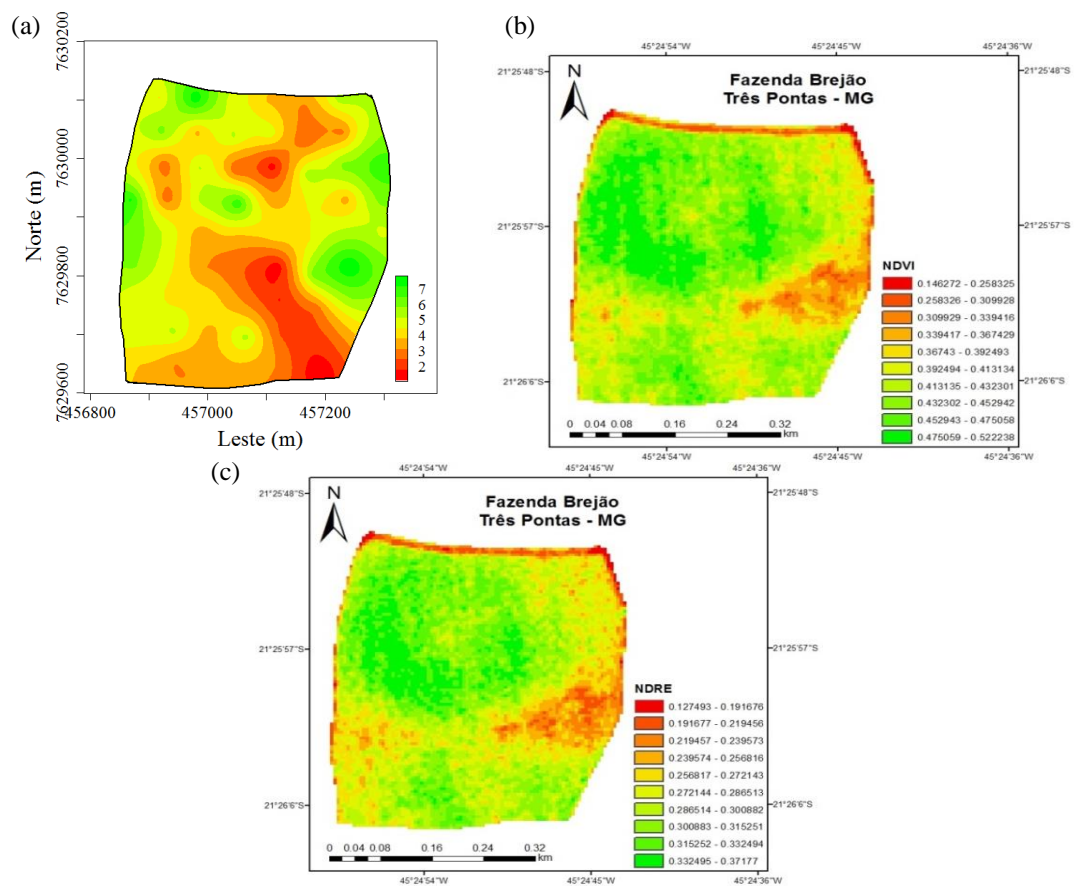 (a)
7630200
7630000
7629800
7629600
Norte (m)
456800
457000
457200
Leste (m)
7
6
5
4
3
2
(b)
45°24'54"W
45°24'45"W
45°24'36"W
21°25'48"S
21°25'48"S
N
Fazenda Brejão
Três Pontas - MG
21°25'57"S
21°25'57"S
21°26'6"S
21°26'6"S
NDVI
0.146272 - 0.258325
0.258326 - 0.309928
0.309929 - 0.339416
0.339417 - 0.367429
0.36743 - 0.392493
0.392494 - 0.413134
0.413135 - 0.432301
0.432302 - 0.452942
0.452943 - 0.475058
0.475059 - 0.522238
0 0.04 0.08 0.16 0.24 0.32
km
45°24'54"W
45°24'45"W
45°24'36"W
(c)
45°24'54"W
45°24'45"W
45°24'36"W
21°25'48"S
21°25'48"S
N
Fazenda Brejão
Três Pontas - MG
21°25'57"S
21°25'57"S
21°26'6"S
21°26'6"S
NDRE
0.127493 - 0.191676
0.191677 - 0.219456
0.219457 - 0.239573
0.239574 - 0.256816
0.256817 - 0.272143
0.272144 - 0.286513
0.286514 - 0.300882
0.300883 - 0.315251
0.315252 - 0.332494
0.332495 - 0.37177
0 0.04 0.08 0.16 0.24 0.32
km
45°24'54"W
45°24'45"W
45°24'36"W